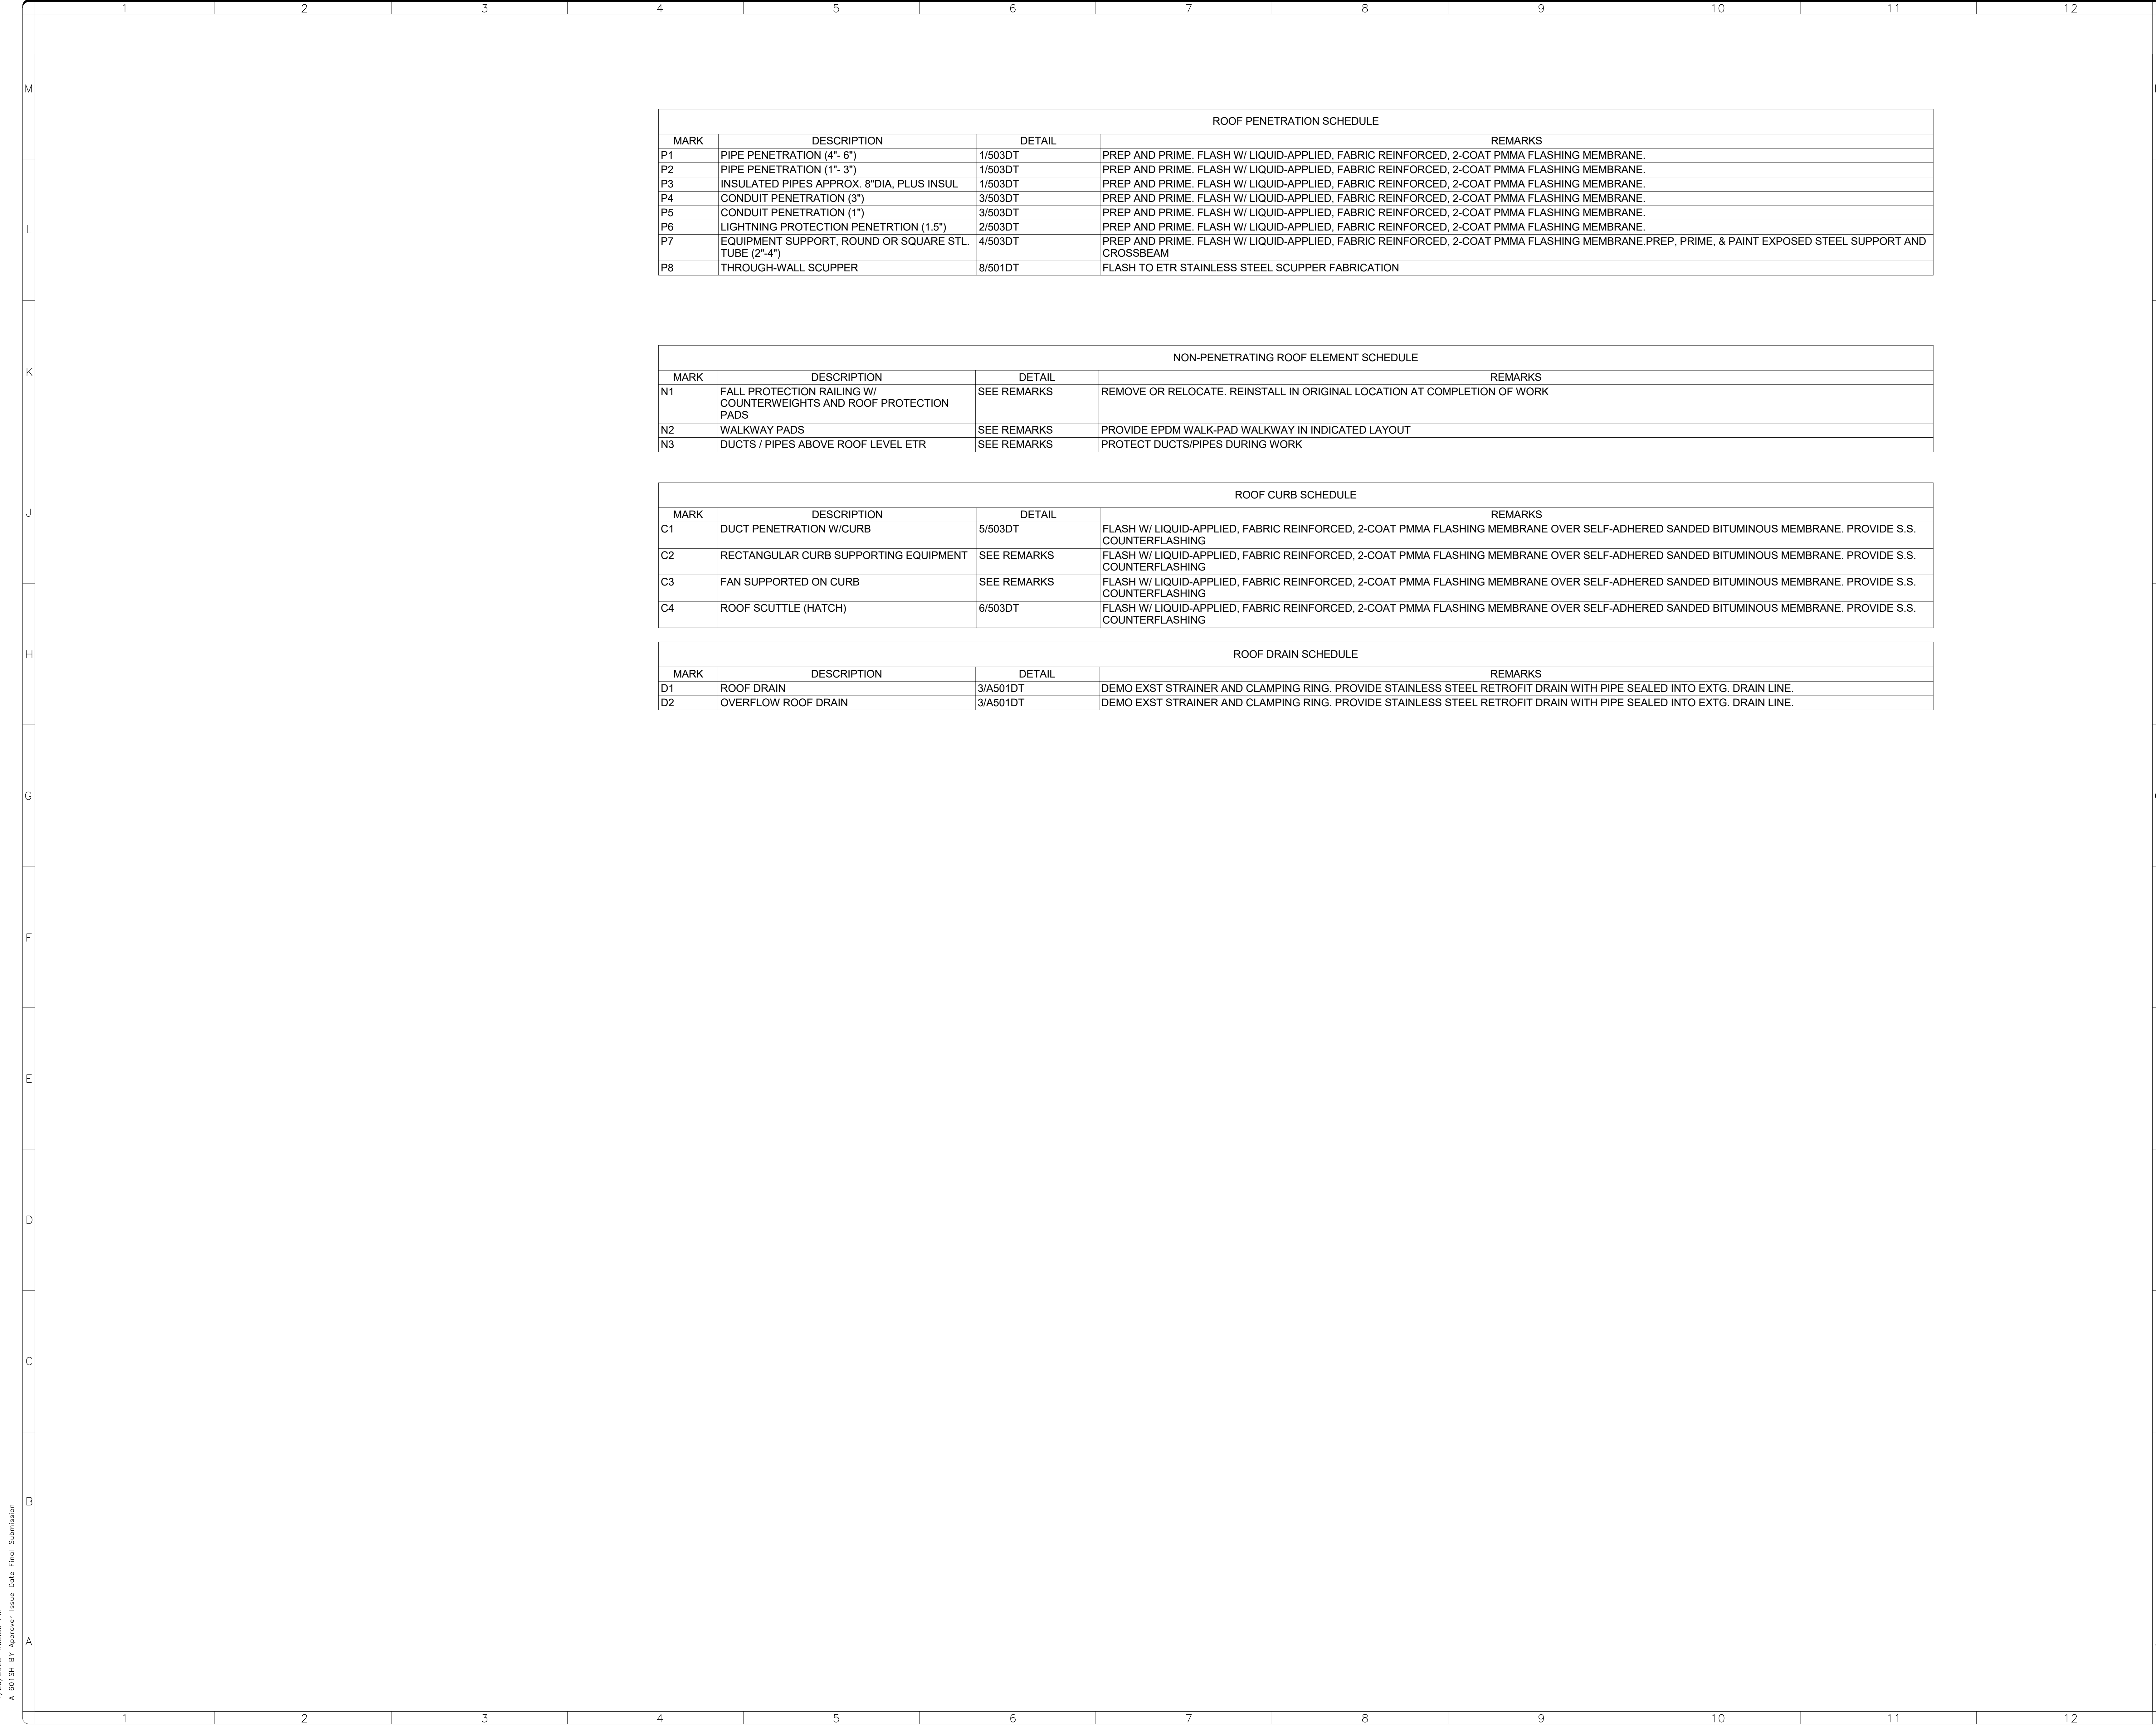 1 2 3 4 5 6 7 8 9 10 11 12
M
L
K
J
H
G
F
E
D
C
B
A
ROOF PENETRATION SCHEDULE
MARK DESCRIPTION DETAIL REMARKS
P1 PIPE PENETRATION (4"- 6") 1/503DT PREP AND PRIME. FLASH W/ LIQUID-APPLIED, FABRIC REINFORCED, 2-COAT PMMA FLASHING MEMBRANE.
P2 PIPE PENETRATION (1"- 3") 1/503DT PREP AND PRIME. FLASH W/ LIQUID-APPLIED, FABRIC REINFORCED, 2-COAT PMMA FLASHING MEMBRANE.
P3 INSULATED PIPES APPROX. 8"DIA, PLUS INSUL 1/503DT PREP AND PRIME. FLASH W/ LIQUID-APPLIED, FABRIC REINFORCED, 2-COAT PMMA FLASHING MEMBRANE.
P4 CONDUIT PENETRATION (3") 3/503DT PREP AND PRIME. FLASH W/ LIQUID-APPLIED, FABRIC REINFORCED, 2-COAT PMMA FLASHING MEMBRANE.
P5 CONDUIT PENETRATION (1") 3/503DT PREP AND PRIME. FLASH W/ LIQUID-APPLIED, FABRIC REINFORCED, 2-COAT PMMA FLASHING MEMBRANE.
P6 LIGHTNING PROTECTION PENETRTION (1.5") 2/503DT PREP AND PRIME. FLASH W/ LIQUID-APPLIED, FABRIC REINFORCED, 2-COAT PMMA FLASHING MEMBRANE.
P7 EQUIPMENT SUPPORT, ROUND OR SQUARE STL. 4/503DT PREP AND PRIME. FLASH W/ LIQUID-APPLIED, FABRIC REINFORCED, 2-COAT PMMA FLASHING MEMBRANE.PREP, PRIME, & PAINT EXPOSED STEEL SUPPORT AND
TUBE (2"-4") CROSSBEAM
P8 THROUGH-WALL SCUPPER 8/501DT FLASH TO ETR STAINLESS STEEL SCUPPER FABRICATION
NON-PENETRATING ROOF ELEMENT SCHEDULE
MARK DESCRIPTION DETAIL REMARKS
N1 FALL PROTECTION RAILING W/ SEE REMARKS REMOVE OR RELOCATE. REINSTALL IN ORIGINAL LOCATION AT COMPLETION OF WORK
COUNTERWEIGHTS AND ROOF PROTECTION
PADS
N2 WALKWAY PADS SEE REMARKS PROVIDE EPDM WALK-PAD WALKWAY IN INDICATED LAYOUT
N3 DUCTS / PIPES ABOVE ROOF LEVEL ETR SEE REMARKS PROTECT DUCTS/PIPES DURING WORK
ROOF CURB SCHEDULE
MARK DESCRIPTION DETAIL REMARKS
C1 DUCT PENETRATION W/CURB 5/503DT FLASH W/ LIQUID-APPLIED, FABRIC REINFORCED, 2-COAT PMMA FLASHING MEMBRANE OVER SELF-ADHERED SANDED BITUMINOUS MEMBRANE. PROVIDE S.S.
COUNTERFLASHING
C2 RECTANGULAR CURB SUPPORTING EQUIPMENT SEE REMARKS FLASH W/ LIQUID-APPLIED, FABRIC REINFORCED, 2-COAT PMMA FLASHING MEMBRANE OVER SELF-ADHERED SANDED BITUMINOUS MEMBRANE. PROVIDE S.S.
COUNTERFLASHING
C3 FAN SUPPORTED ON CURB SEE REMARKS FLASH W/ LIQUID-APPLIED, FABRIC REINFORCED, 2-COAT PMMA FLASHING MEMBRANE OVER SELF-ADHERED SANDED BITUMINOUS MEMBRANE. PROVIDE S.S.
COUNTERFLASHING
C4 ROOF SCUTTLE (HATCH) 6/503DT FLASH W/ LIQUID-APPLIED, FABRIC REINFORCED, 2-COAT PMMA FLASHING MEMBRANE OVER SELF-ADHERED SANDED BITUMINOUS MEMBRANE. PROVIDE S.S.
COUNTERFLASHING
ROOF DRAIN SCHEDULE
MARK DESCRIPTION DETAIL REMARKS
D1 ROOF DRAIN 3/A501DT DEMO EXST STRAINER AND CLAMPING RING. PROVIDE STAINLESS STEEL RETROFIT DRAIN WITH PIPE SEALED INTO EXTG. DRAIN LINE.
D2 OVERFLOW ROOF DRAIN 3/A501DT DEMO EXST STRAINER AND CLAMPING RING. PROVIDE STAINLESS STEEL RETROFIT DRAIN WITH PIPE SEALED INTO EXTG. DRAIN LINE.
A 601SH BY Approver Issue Date Final Submission
1 2 3 4 5 6 7 8 9 10 11 12